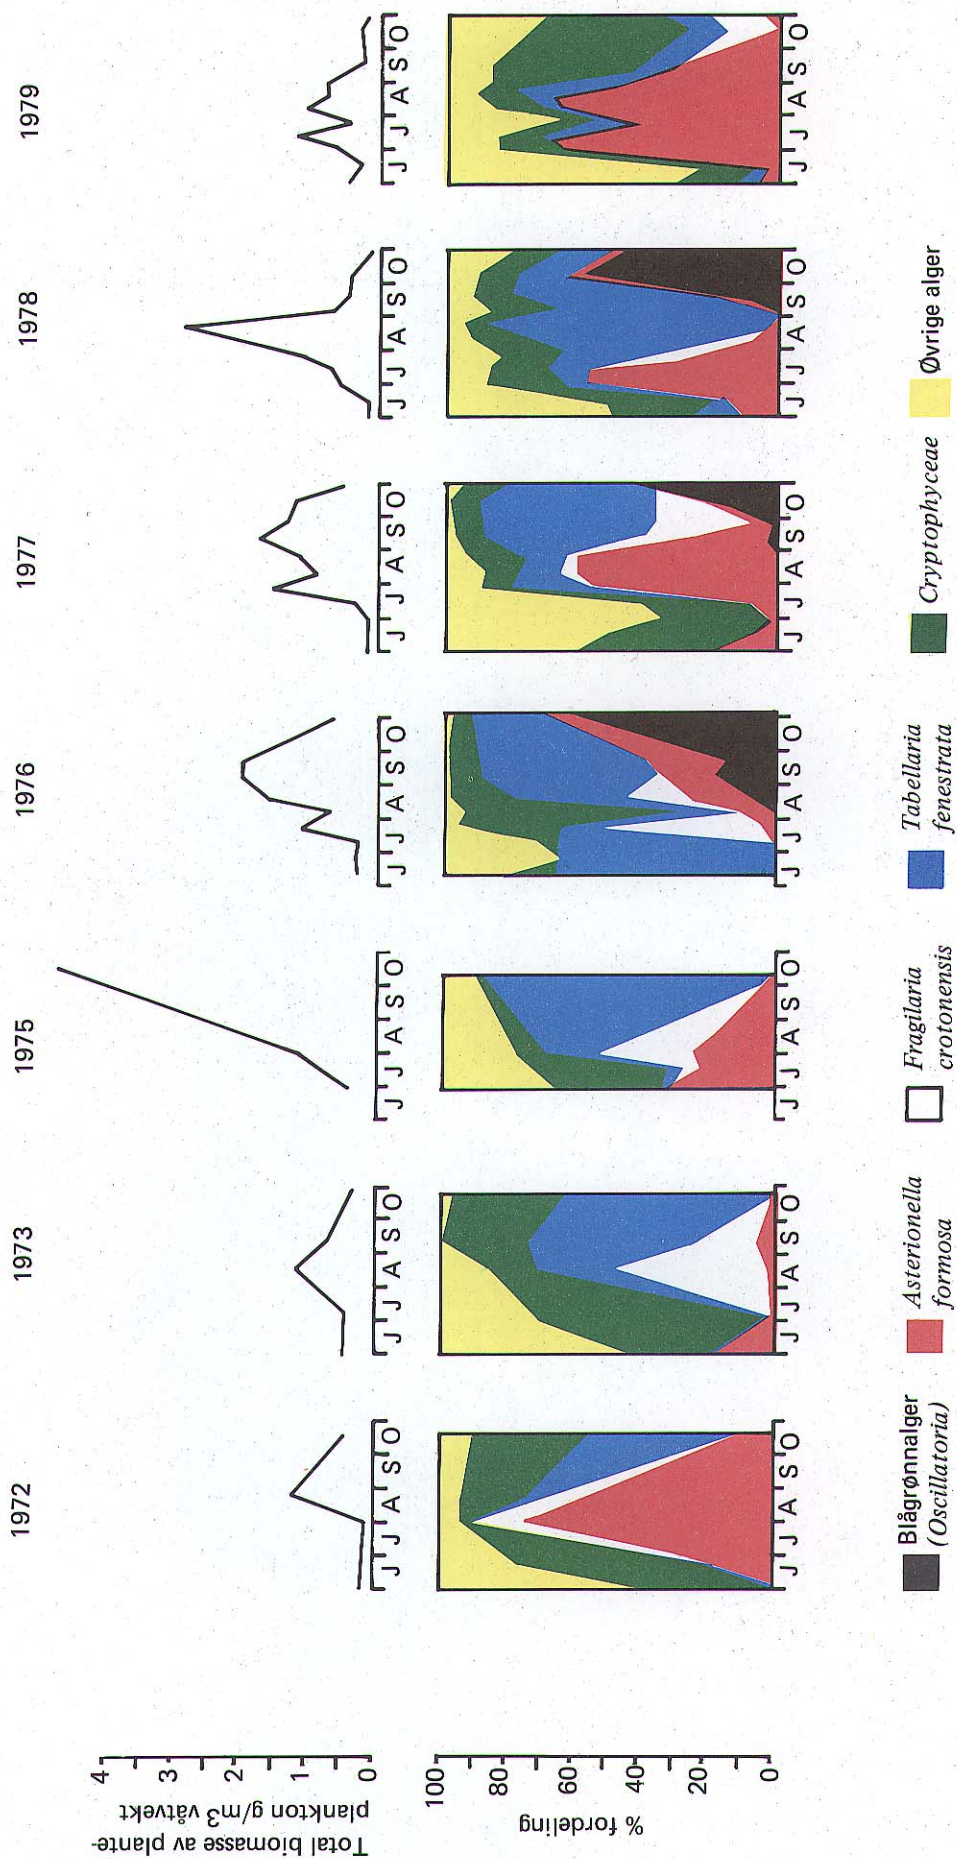 1972
1973
1975
1976
1977
1978
1979
Total biomasse av plante-
plankton g/m3 våtvekt
4
3
2
1
0
J J A S O
J J A S O
J J A S O
J J A S O
J J A S O
J J A S O
J J A S O
% fordeling
100
80
60
40
20
0
J J A S O
J J A S O
J J A S O
J J A S O
J J A S O
J J A S O
J J A S O
Blågrønnalger
(Oscillatoria)
Asterionella
formosa
Fragilaria
crotonensis
Tabellaria
fenestrata
Cryptophyceae
Øvrige alger